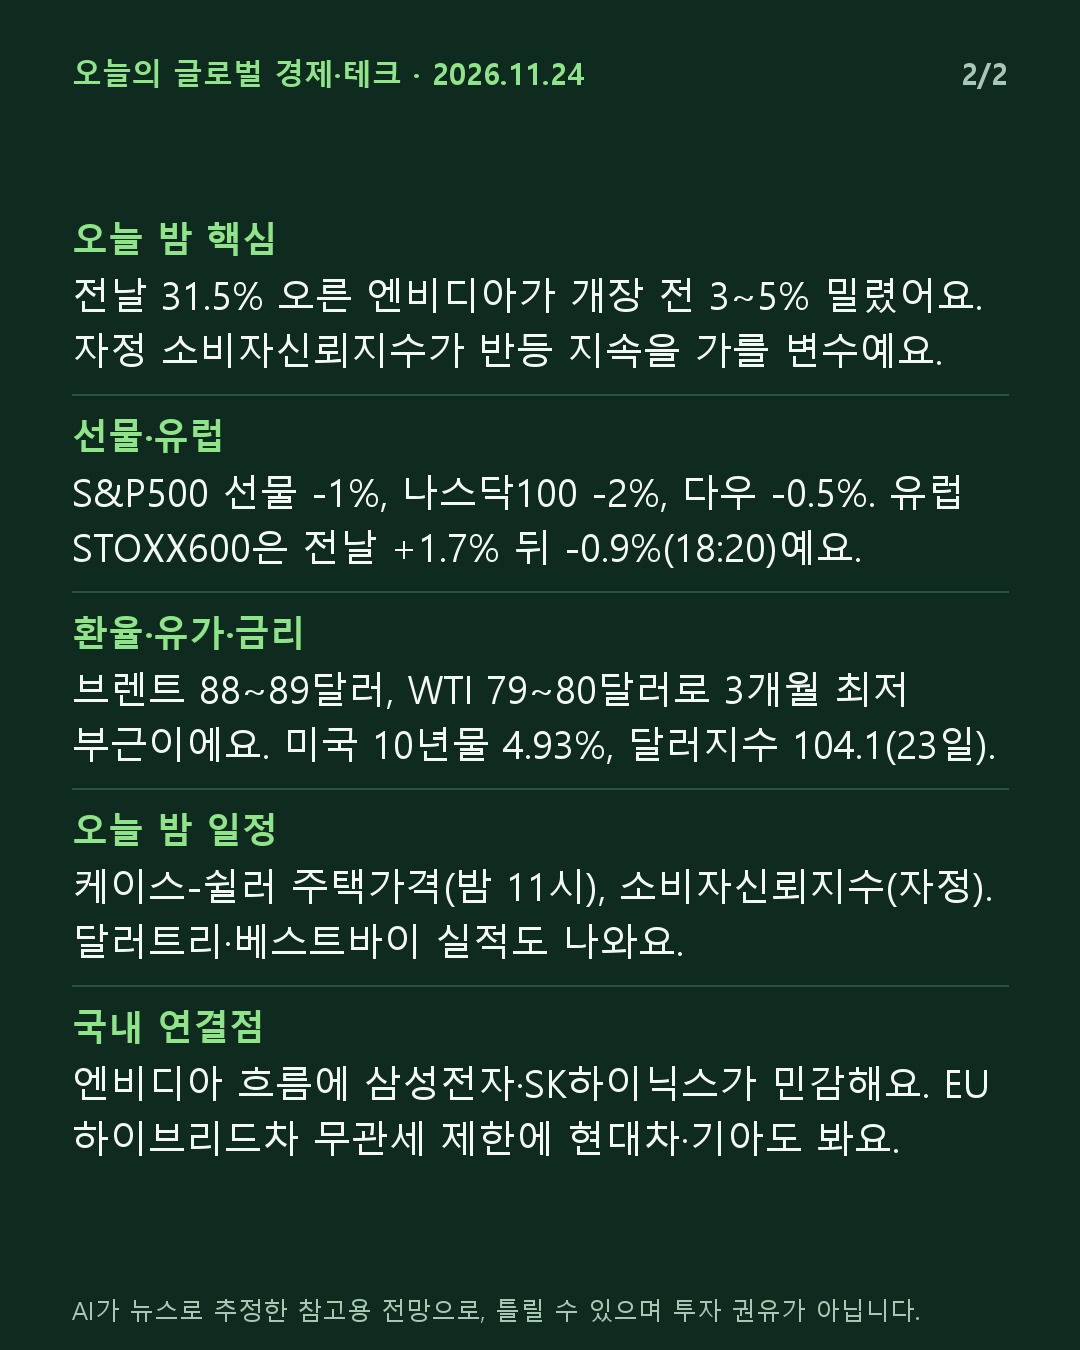 오늘의 글로벌 경제·테크 · 2026.11.24
2/2
오늘 밤 핵심
전날 31.5% 오른 엔비디아가 개장 전 3~5% 밀렸어요.
자정 소비자신뢰지수가 반등 지속을 가를 변수예요.
선물·유럽
S&P500 선물 -1%, 나스닥100 -2%, 다우 -0.5%. 유럽
STOXX600은 전날 +1.7% 뒤 -0.9%(18:20)예요.
환율·유가·금리
브렌트 88~89달러, WTI 79~80달러로 3개월 최저
부근이에요. 미국 10년물 4.93%, 달러지수 104.1(23일).
오늘 밤 일정
케이스-쉴러 주택가격(밤 11시), 소비자신뢰지수(자정).
달러트리·베스트바이 실적도 나와요.
국내 연결점
엔비디아 흐름에 삼성전자·SK하이닉스가 민감해요. EU
하이브리드차 무관세 제한에 현대차·기아도 봐요.
AI가 뉴스로 추정한 참고용 전망으로, 틀릴 수 있으며 투자 권유가 아닙니다.